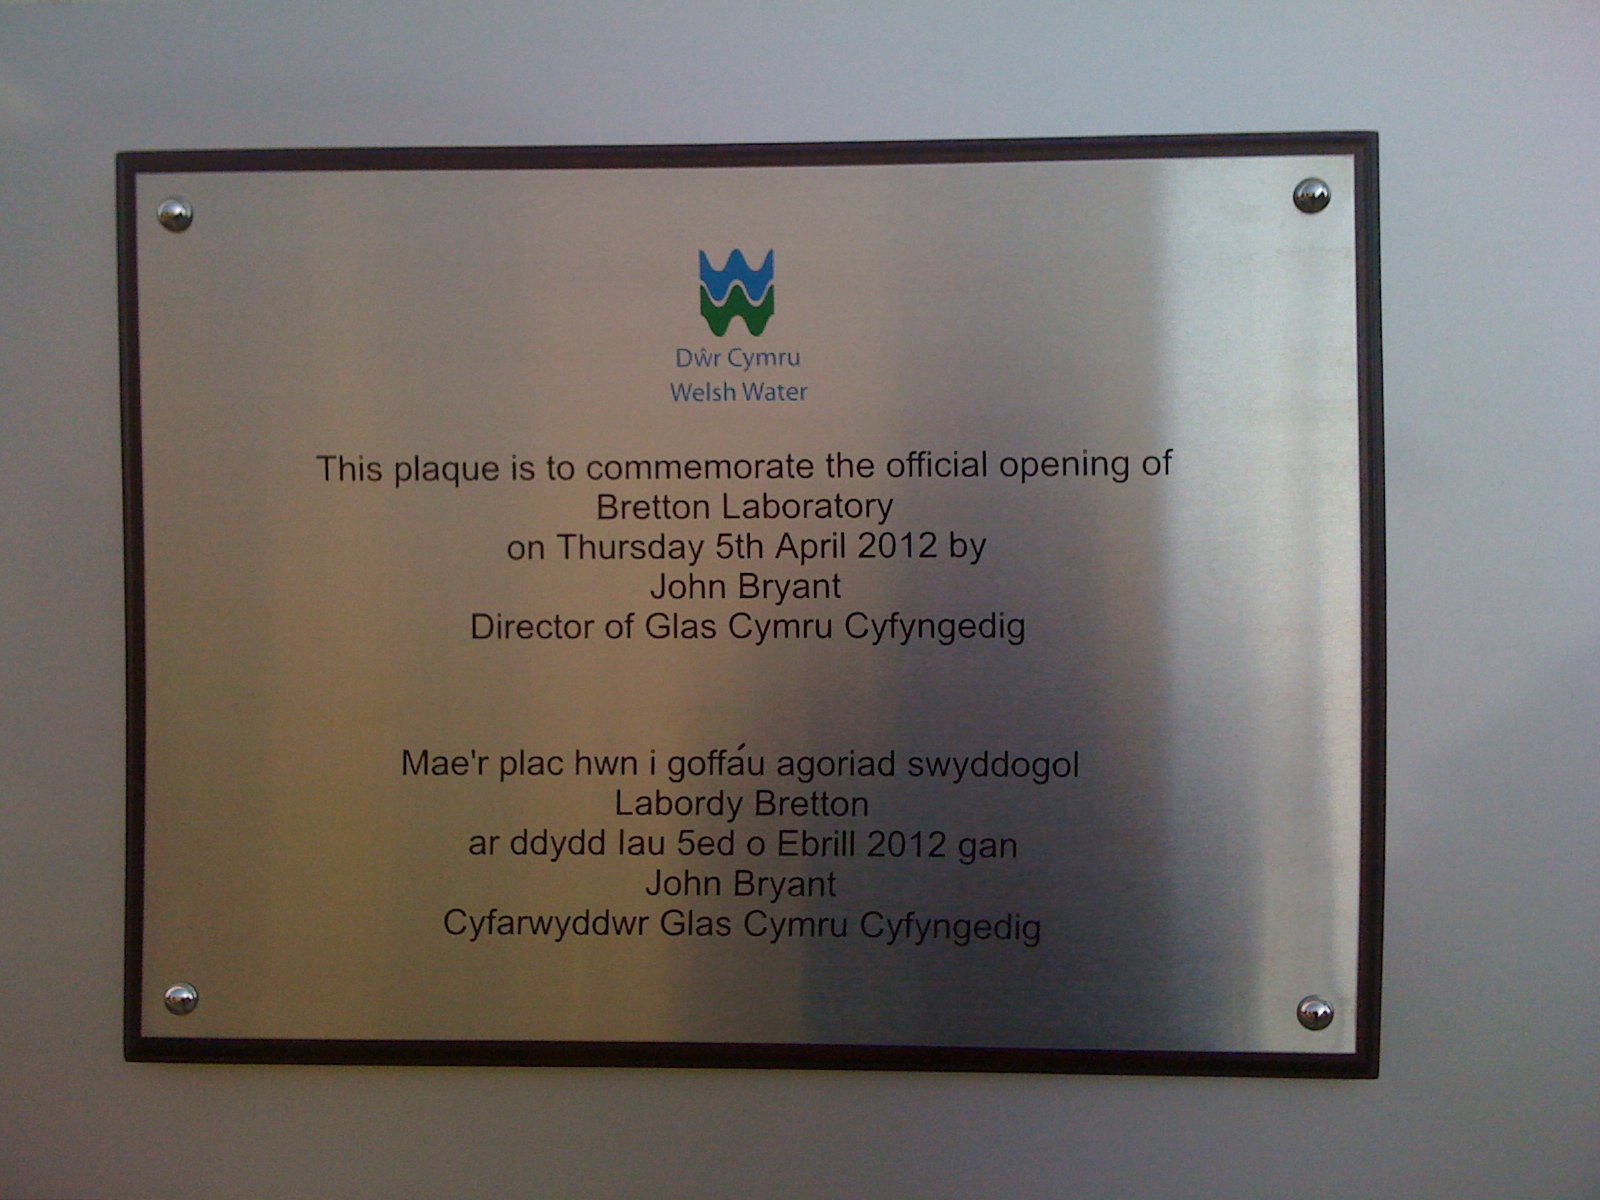 Dŵr Cymru
Welsh Water
This plaque is to commemorate the official opening of
Bretton Laboratory
on Thursday 5th April 2012 by
John Bryant
Director of Glas Cymru Cyfyngedig
Mae'r plac hwn i goffáu agoriad swyddogol
Labordy Bretton
ar ddydd Iau 5ed o Ebrill 2012 gan
John Bryant
Cyfarwyddwr Glas Cymru Cyfyngedig